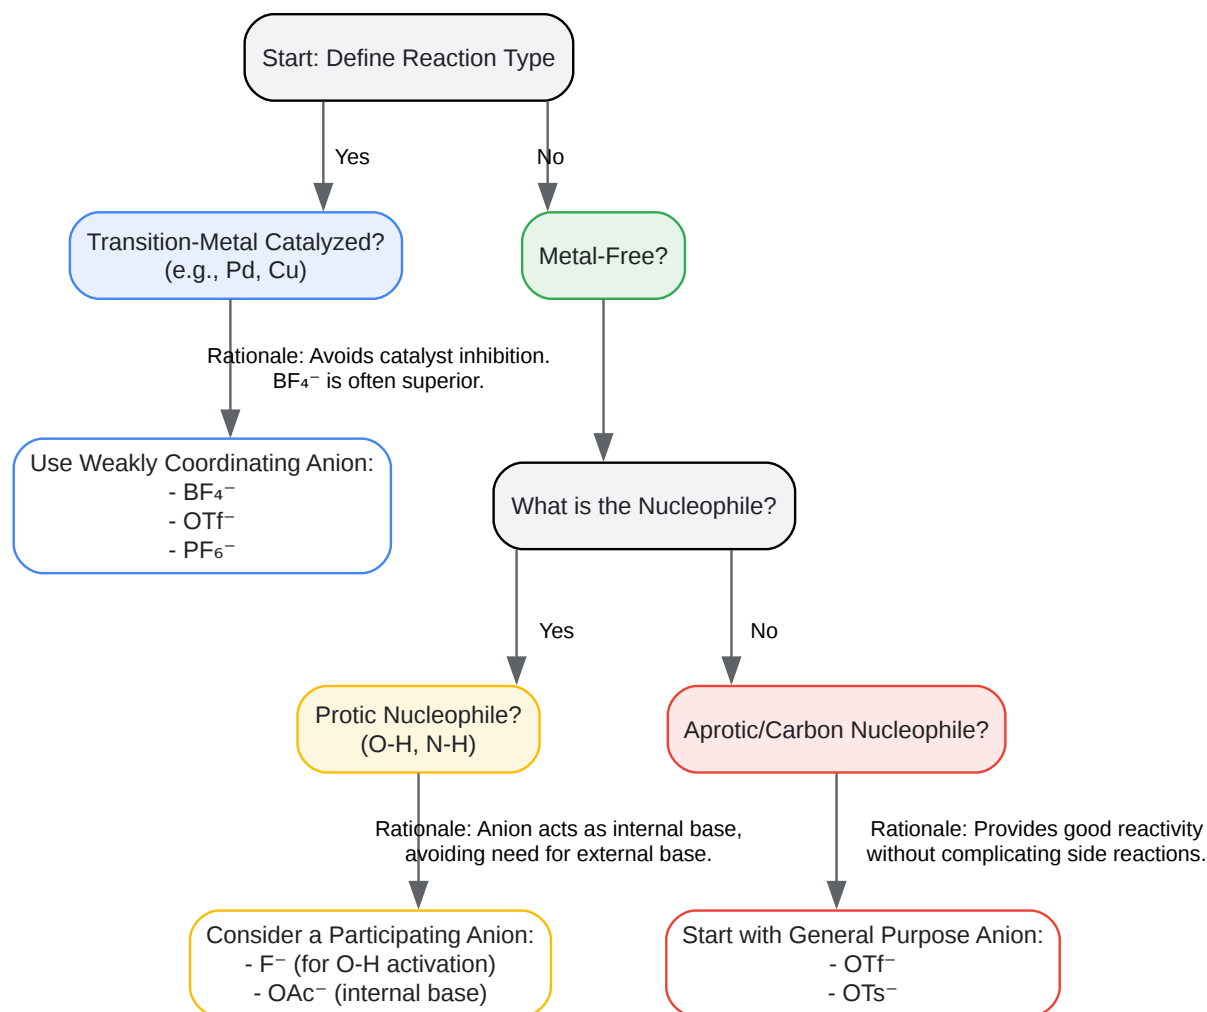 Start: Define Reaction Type
Yes
No
Transition-Metal Catalyzed?
(e.g., Pd, Cu)
Metal-Free?
Rationale: Avoids catalyst inhibition.
BF₄⁻ is often superior.
Use Weakly Coordinating Anion:
- BF₄⁻
- OTf⁻
- PF₆⁻
What is the Nucleophile?
Yes
No
Protic Nucleophile?
(O-H, N-H)
Aprotic/Carbon Nucleophile?
Rationale: Anion acts as internal base,
avoiding need for external base.
Rationale: Provides good reactivity
without complicating side reactions.
Consider a Participating Anion:
- F⁻ (for O-H activation)
- OAc⁻ (internal base)
Start with General Purpose Anion:
- OTf⁻
- OTs⁻